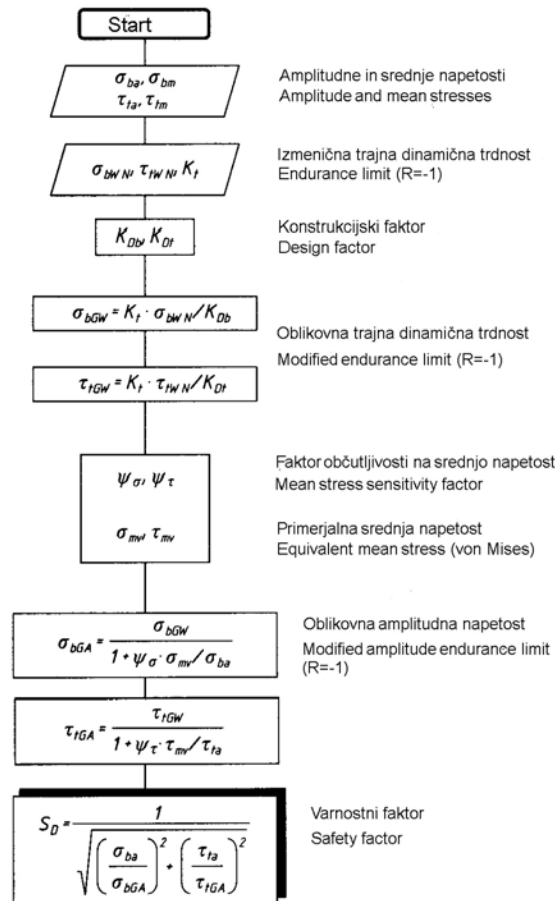 Start
σba, σbm
τta, τtm
Amplitudne in srednje napetosti
Amplitude and mean stresses
σbW N, τtW N, Kt
Izmenična trajna dinamična trdnost
Endurance limit (R=-1)
KDb, KDt
Konstrukcijski faktor
Design factor
σbGW = Kt · σbW N / KDb
τtGW = Kt · τtW N / KDt
Oblikovna trajna dinamična trdnost
Modified endurance limit (R=-1)
ψσ, ψτ
Faktor občutljivosti na srednjo napetost
Mean stress sensitivity factor
σmv, τmv
Primerjalna srednja napetost
Equivalent mean stress (von Mises)
σbGA = σbGW / (1 + ψσ · σmv / σba)
Oblikovna amplitudna napetost
Modified amplitude endurance limit
(R=-1)
τtGA = τtGW / (1 + ψτ · τmv / τta)
SD = 1 / √((σba / σbGA)² + (τta / τtGA)²)
Varnostni faktor
Safety factor